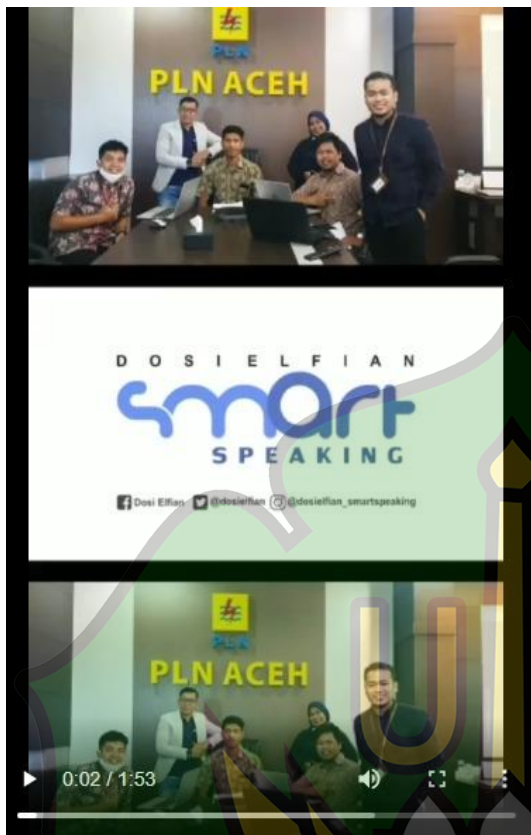 PLN
PLN ACEH
DOSIELFIAN
smart
SPEAKING
Dosi Elfian @dosielfian @dosielfian_smartspeaking
PLN
PLN ACEH
0:02 / 1:53